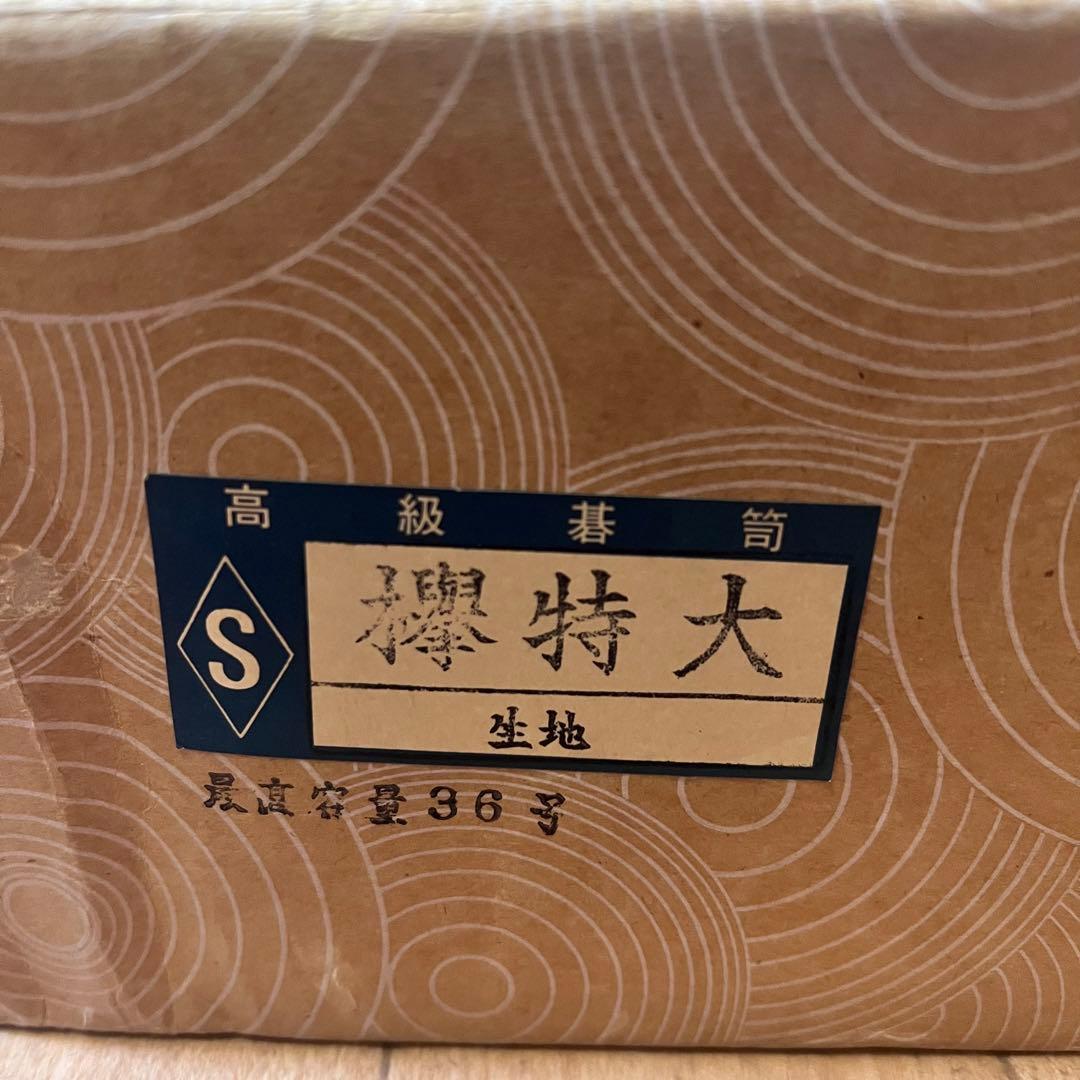 高級碁笥
S
欅特大
生地
最高容量36号